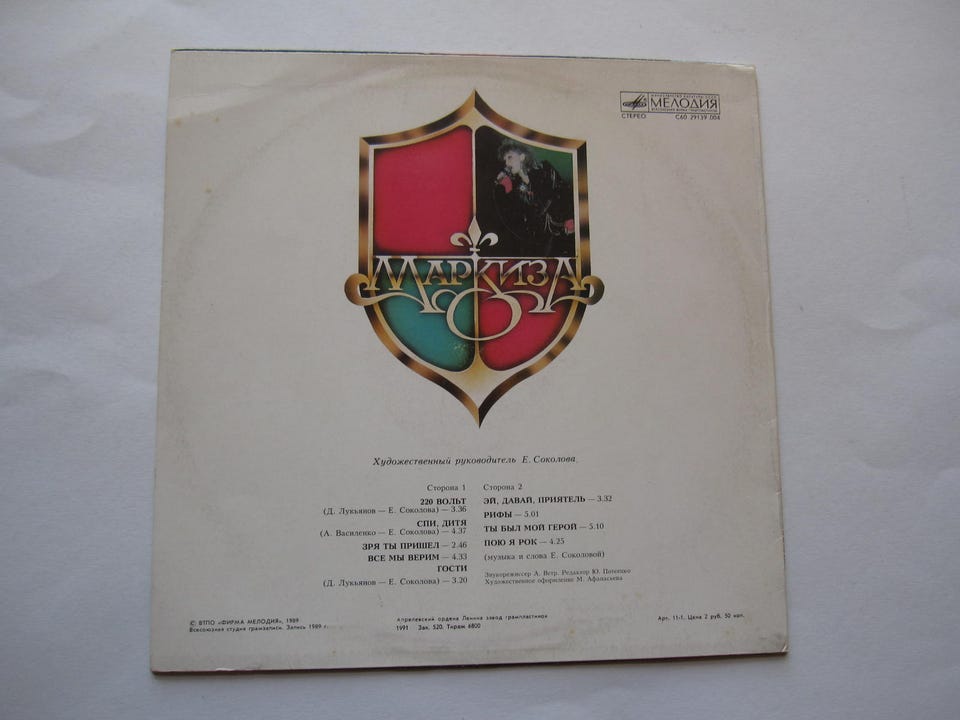 МЕЛОДИЯ
СТЕРЕО С60 29139 004
МАРКИЗА
Художественный руководитель Е. Соколова
Сторона 1
220 ВОЛЬТ
(Д. Лукьянов — Е. Соколова) — 3.36
СПИ, ДИТЯ
(А. Василенко — Е. Соколова) — 4.37
ЗРЯ ТЫ ПРИШЕЛ — 2.46
ВСЕ МЫ ВЕРИМ — 4.33
ГОСТИ
(Д. Лукьянов — Е. Соколова) — 3.20
Сторона 2
ЭЙ, ДАВАЙ, ПРИЯТЕЛЬ — 3.32
РИФЫ — 5.01
ТЫ БЫЛ МОЙ ГЕРОЙ — 5.10
ПОЮ Я РОК — 4.25
(музыка и слова Е. Соколовой)
Звукорежиссер А. Ветр. Редактор Ю. Потеенко
Художественное оформление М. Афанасьева
© ВТПО «ФИРМА МЕЛОДИЯ», 1989
Всесоюзная студия грамзаписи. Запись 1989 г.
Апрелевский ордена Ленина завод грампластинок
1991 Зак. 520. Тираж 6800
Арт. 11-1. Цена 2 руб. 50 коп.